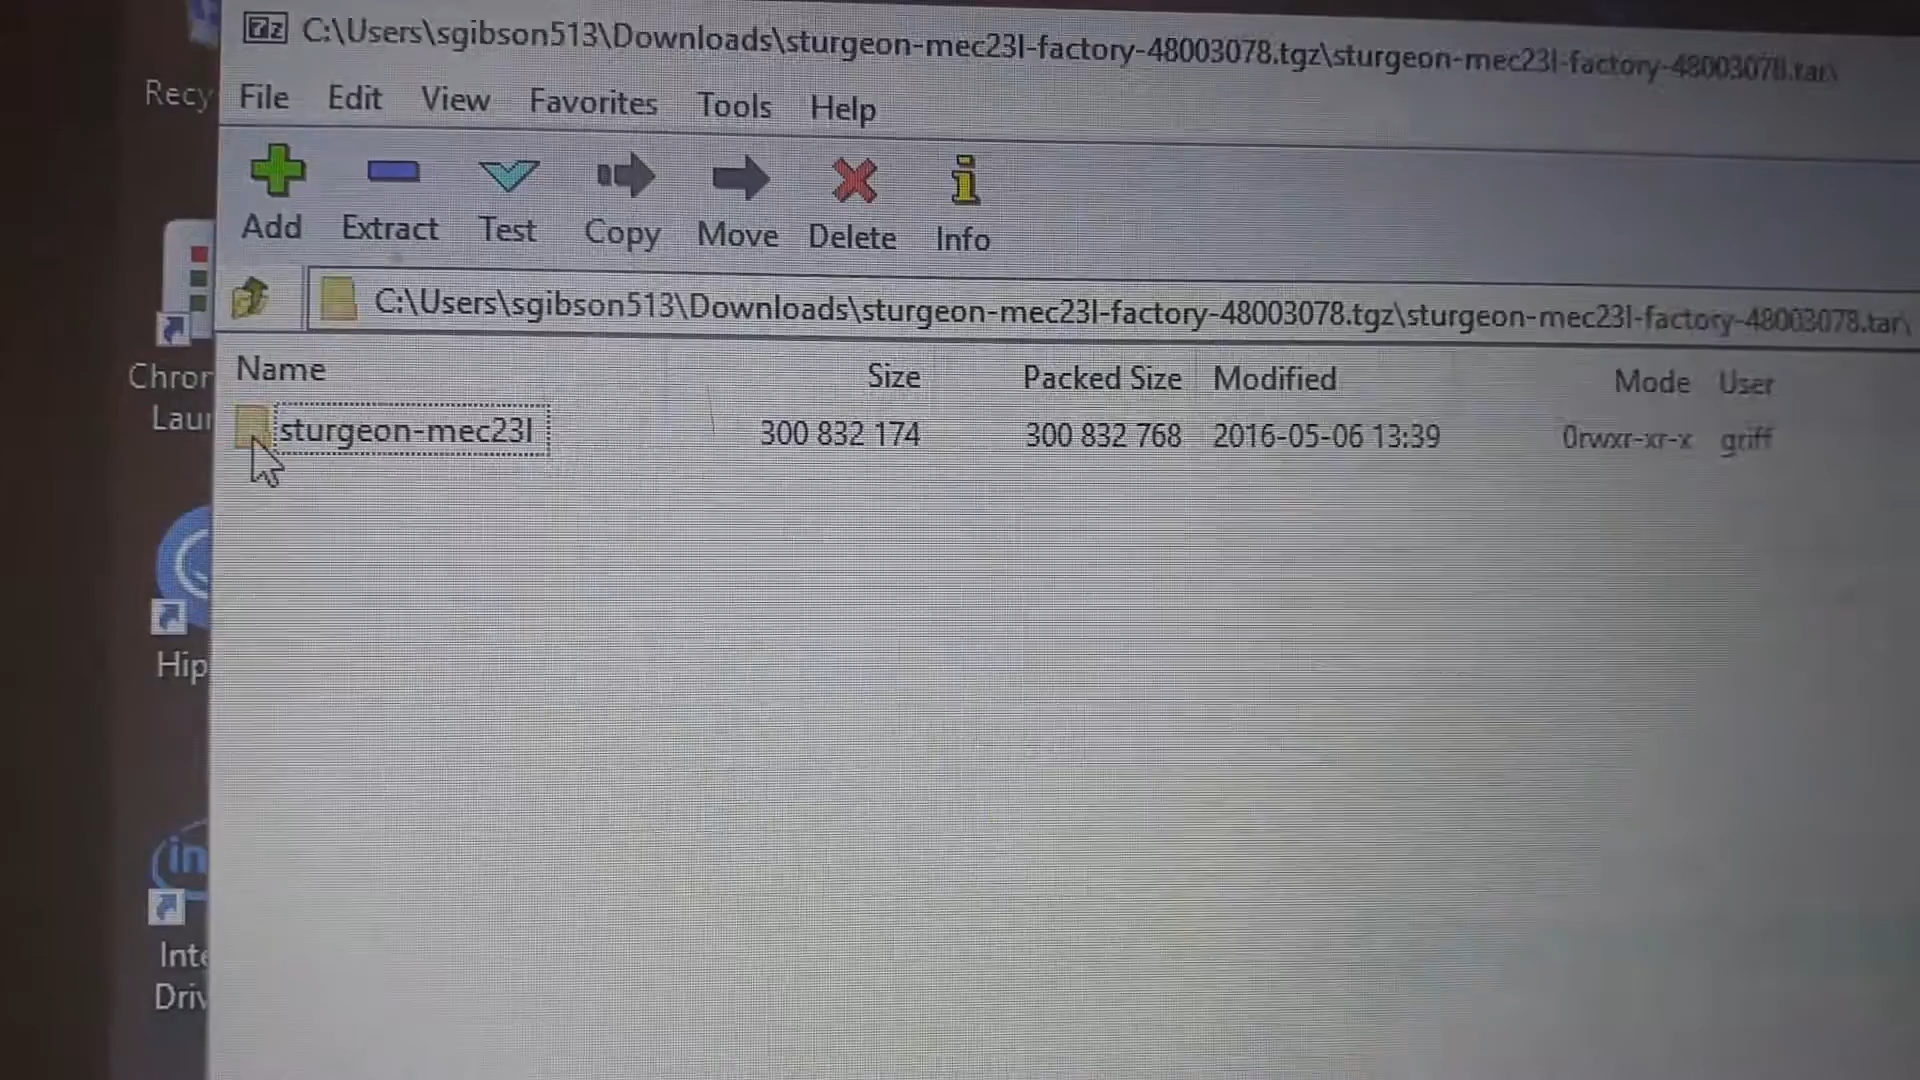 C:\Users\sgibson513\Downloads\sturgeon-mec23l-factory-48003078.tgz\sturgeon-mec23l-factory-48003078.tar\
Recy
File Edit View Favorites Tools Help
7z
Add Extract Test Copy Move Delete Info
C:\Users\sgibson513\Downloads\sturgeon-mec23l-factory-48003078.tgz\sturgeon-mec23l-factory-48003078.tar\
Name Size Packed Size Modified Mode User
Chror
Laur
sturgeon-mec23l 300 832 174 300 832 768 2016-05-06 13:39 0rwxr-xr-x griff
Hip
in
Inte
Driv